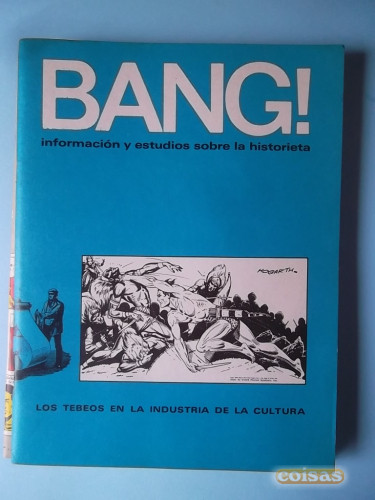 BANG!
información y estudios sobre la historieta
HOGARTH
LOS TEBEOS EN LA INDUSTRIA DE LA CULTURA
coisas